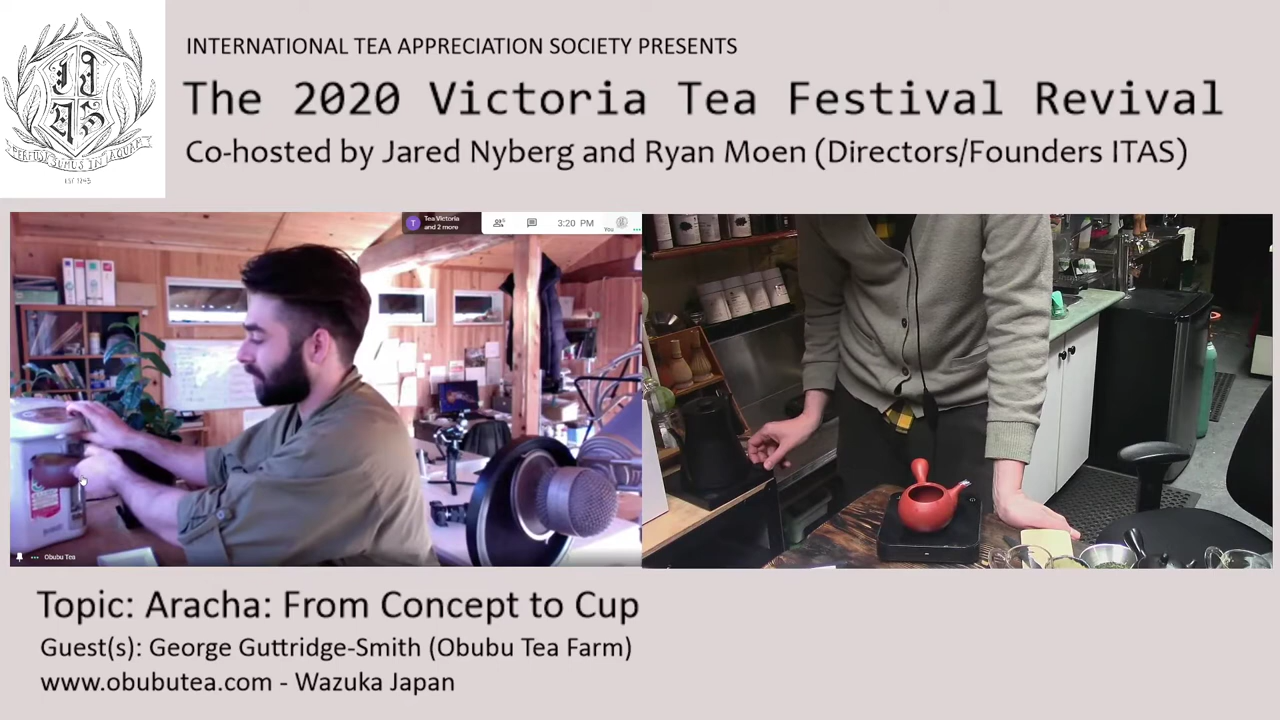 INTERNATIONAL TEA APPRECIATION SOCIETY PRESENTS
The 2020 Victoria Tea Festival Revival
Co-hosted by Jared Nyberg and Ryan Moen (Directors/Founders ITAS)
Tea Victoria
and 2 more
3:20 PM
You
Obubu Tea
Topic: Aracha: From Concept to Cup
Guest(s): George Guttridge-Smith (Obubu Tea Farm)
www.obubutea.com - Wazuka Japan